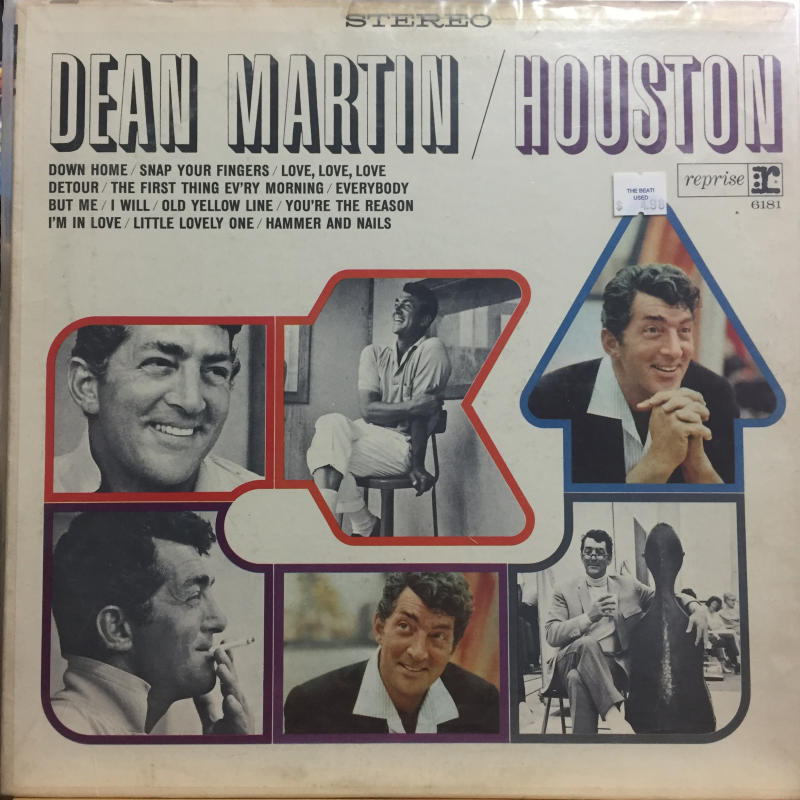 STEREO
DEAN MARTIN / HOUSTON
DOWN HOME / SNAP YOUR FINGERS / LOVE, LOVE, LOVE
DETOUR / THE FIRST THING EV'RY MORNING / EVERYBODY
BUT ME / I WILL / OLD YELLOW LINE / YOU'RE THE REASON
I'M IN LOVE / LITTLE LOVELY ONE / HAMMER AND NAILS
reprise r
6181
THE BEAT!
USED
$ 4.98